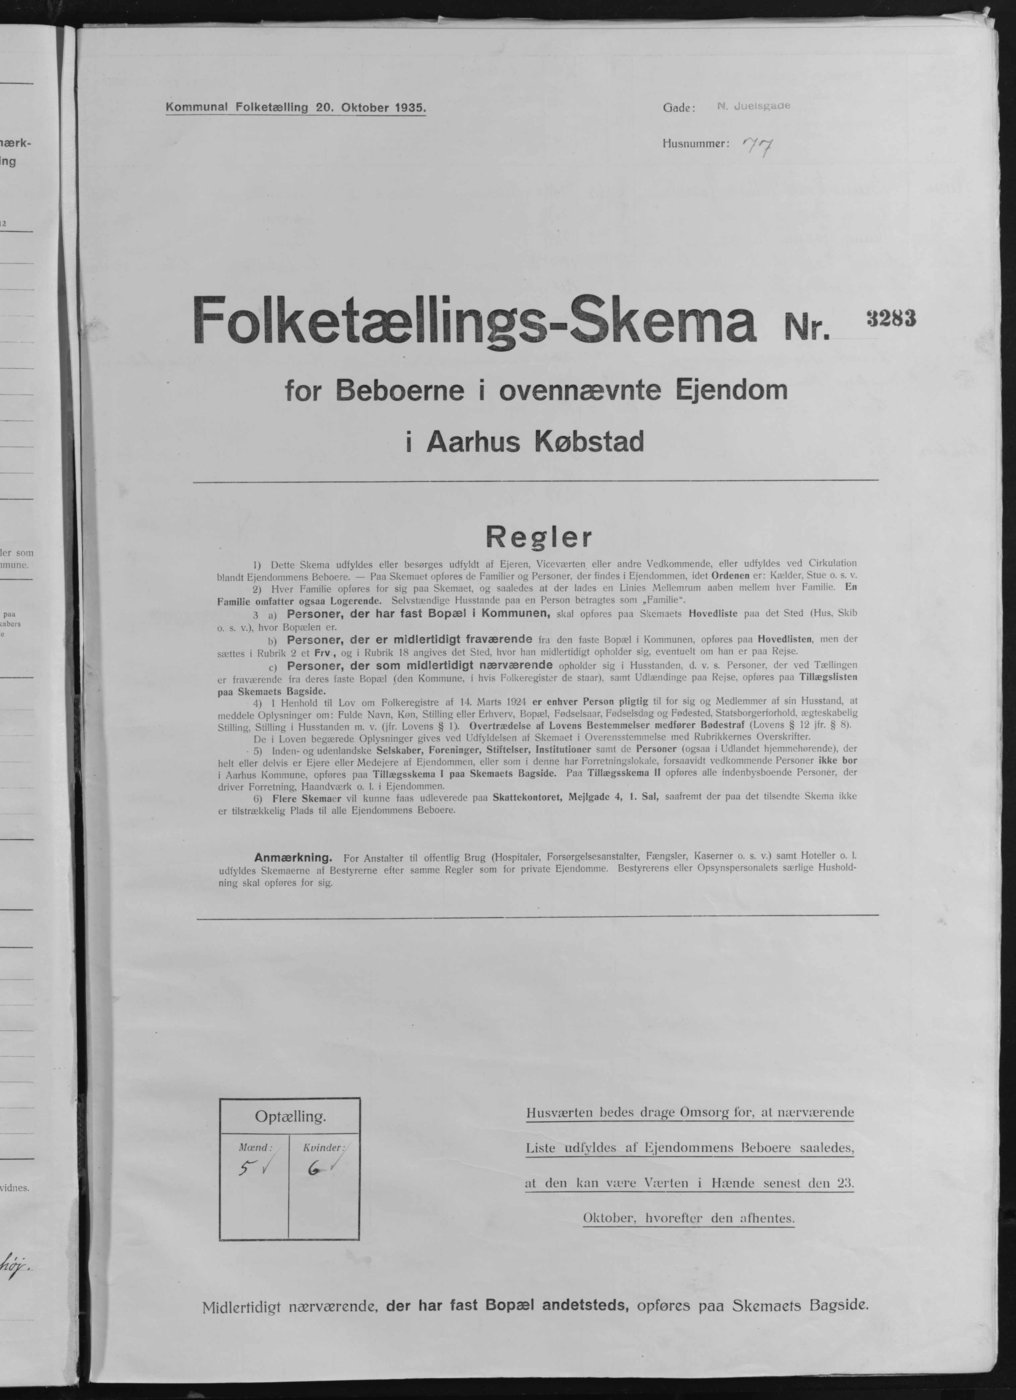 Kommunal Folketælling 20. Oktober 1935.
Gade: N. Juelsgade
Husnummer: 77
Folketællings-Skema Nr. 3283
for Beboerne i ovennævnte Ejendom
i Aarhus Købstad
Regler
1) Dette Skema udfyldes eller besørges udfyldt af Ejeren, Viceværten eller andre Vedkommende, eller udfyldes ved Cirkulation
blandt Ejendommens Beboere. — Paa Skemaet opføres de Familier og Personer, der findes i Ejendommen, idet Ordenen er: Kælder, Stue o. s. v.
2) Hver Familie opføres for sig paa Skemaet, og saaledes at der lades en Linies Mellemrum aaben mellem hver Familie. En
Familie omfatter ogsaa Logerende. Selvstændige Husstande paa en Person betragtes som „Familie“.
3 a) Personer, der har fast Bopæl i Kommunen, skal opføres paa Skemaets Hovedliste paa det Sted (Hus, Skib
o. s. v.), hvor Bopælen er.
b) Personer, der er midlertidigt fraværende fra den faste Bopæl i Kommunen, opføres paa Hovedlisten, men der
sættes i Rubrik 2 et Frv., og i Rubrik 18 angives det Sted, hvor han midlertidigt opholder sig, eventuelt om han er paa Rejse.
c) Personer, der som midlertidigt nærværende opholder sig i Husstanden, d. v. s. Personer, der ved Tællingen
er fraværende fra deres faste Bopæl (den Kommune, i hvis Folkeregister de staar), samt Udlændinge paa Rejse, opføres paa Tillægslisten
paa Skemaets Bagside.
4) I Henhold til Lov om Folkeregistre af 14. Marts 1924 er enhver Person pligtig til for sig og Medlemmer af sin Husstand, at
meddele Oplysninger om: Fulde Navn, Køn, Stilling eller Erhverv, Bopæl, Fødselsaar, Fødselsdag og Fødested, Statsborgerforhold, ægteskabelig
Stilling, Stilling i Husstanden m. v. (jfr. Lovens § 1). Overtrædelse af Lovens Bestemmelser medfører Bødestraf (Lovens § 12 jfr. § 8).
De i Loven begærede Oplysninger gives ved Udfyldelsen af Skemaet i Overensstemmelse med Rubrikkernes Overskrifter.
5) Inden- og udenlandske Selskaber, Foreninger, Stiftelser, Institutioner samt de Personer (ogsaa i Udlandet hjemmehørende), der
helt eller delvis er Ejere eller Medejere af Ejendommen, eller som i denne har Forretningslokale, forsaavidt vedkommende Personer ikke bor
i Aarhus Kommune, opføres paa Tillægsskema I paa Skemaets Bagside. Paa Tillægsskema II opføres alle indenbysboende Personer, der
driver Forretning, Haandværk o. l. i Ejendommen.
6) Flere Skemaer vil kunne faas udleverede paa Skattekontoret, Mejlgade 4, 1. Sal, saafremt der paa det tilsendte Skema ikke
er tilstrækkelig Plads til alle Ejendommens Beboere.
Anmærkning. For Anstalter til offentlig Brug (Hospitaler, Forsørgelsesanstalter, Fængsler, Kaserner o. s. v.) samt Hoteller o. l.
udfyldes Skemaerne af Bestyrerne efter samme Regler som for private Ejendomme. Bestyrerens eller Opsynspersonalets særlige Hushold-
ning skal opføres for sig.
Optælling.
Mænd: Kvinder:
5 ✓ 6 ✓
Husværten bedes drage Omsorg for, at nærværende
Liste udfyldes af Ejendommens Beboere saaledes,
at den kan være Værten i Hænde senest den 23.
Oktober, hvorefter den afhentes.
Midlertidigt nærværende, der har fast Bopæl andetsteds, opføres paa Skemaets Bagside.